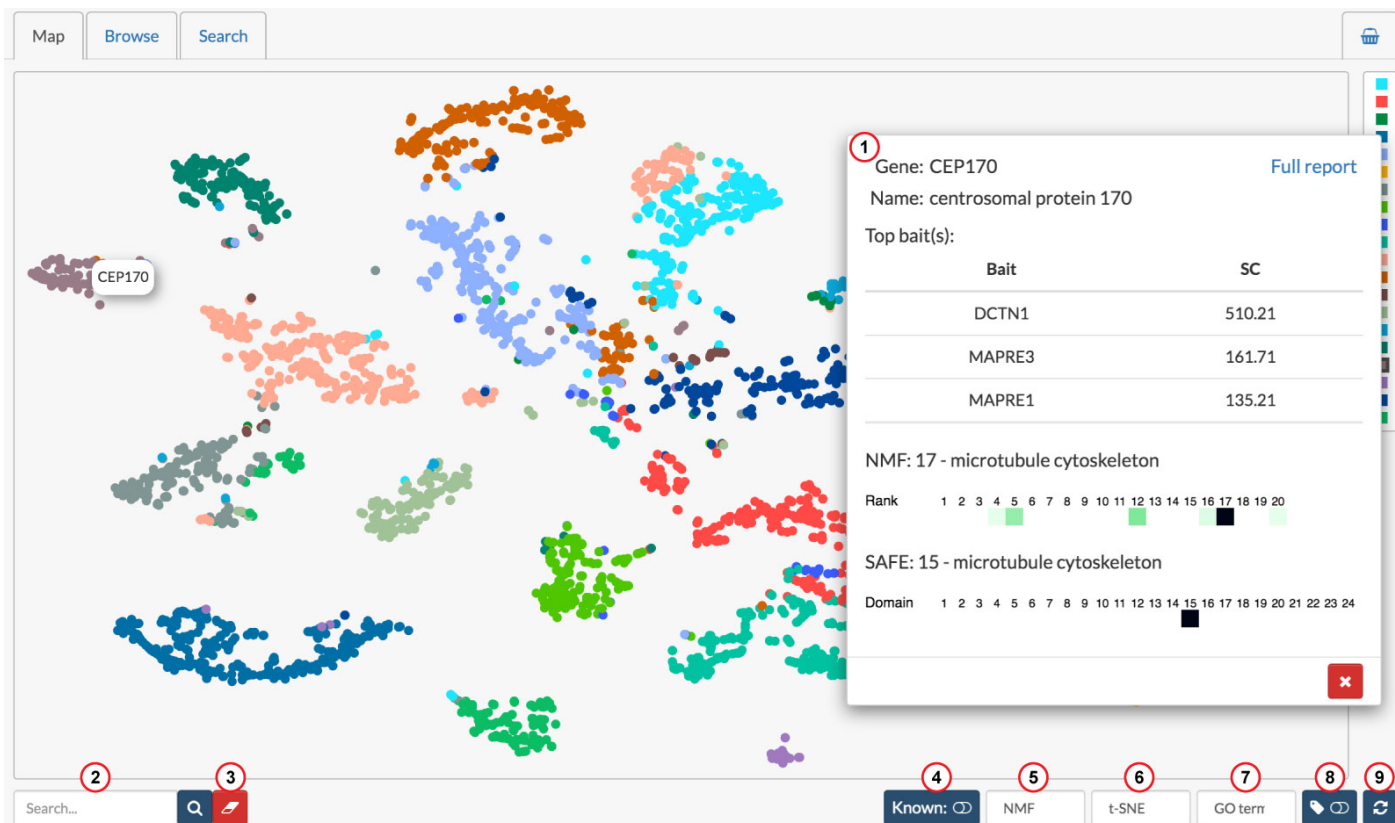 Map Browse Search
1
Gene: CEP170 Full report
Name: centrosomal protein 170
Top bait(s):
Bait SC
CEP170
DCTN1 510.21
MAPRE3 161.71
MAPRE1 135.21
NMF: 17 - microtubule cytoskeleton
Rank 1 2 3 4 5 6 7 8 9 10 11 12 13 14 15 16 17 18 19 20
SAFE: 15 - microtubule cytoskeleton
Domain 1 2 3 4 5 6 7 8 9 10 11 12 13 14 15 16 17 18 19 20 21 22 23 24
2 3 4 5 6 7 8 9
Search... Known: NMF t-SNE GO term